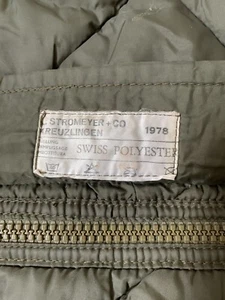 STROMEYER + CO
KREUZLINGEN 1978
SWISS POLYESTER